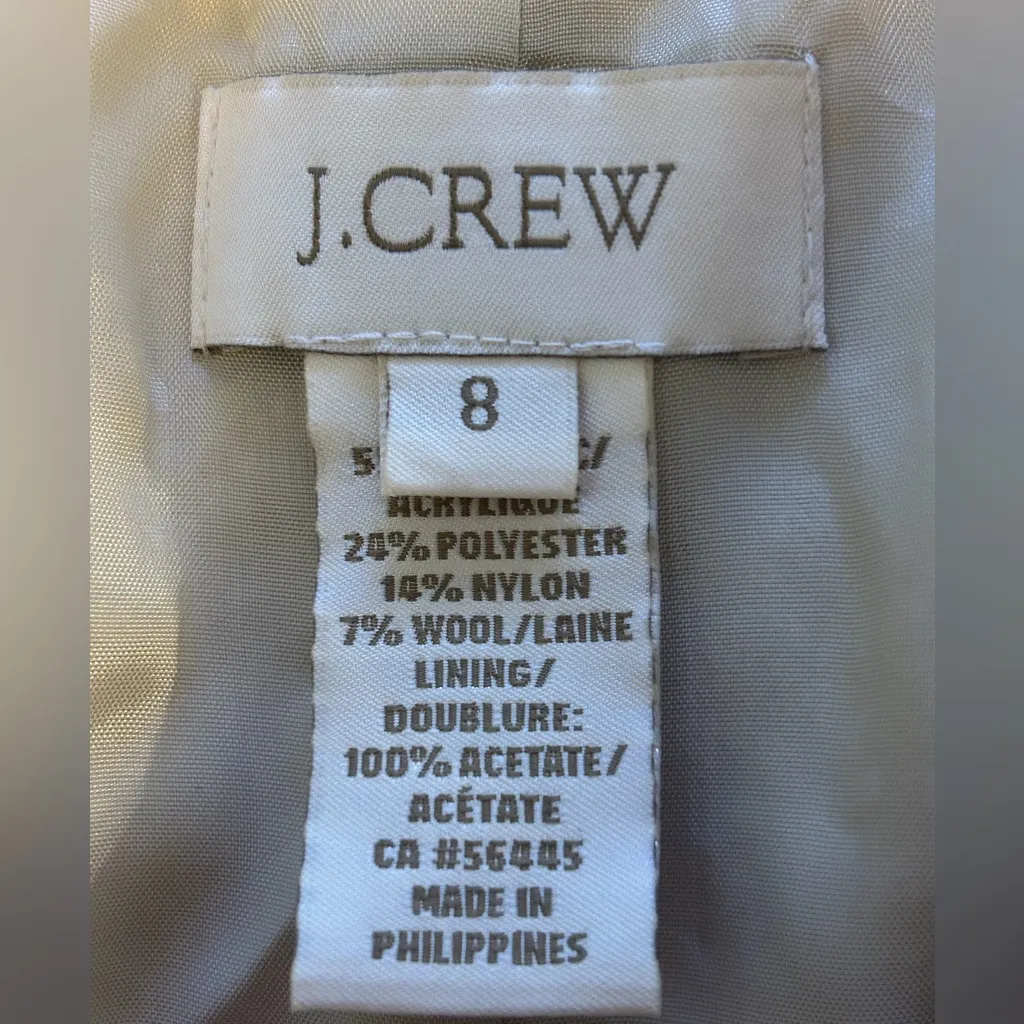 J.CREW
8
ACRYLIQUE
24% POLYESTER
14% NYLON
7% WOOL/LAINE
LINING/
DOUBLURE:
100% ACETATE/
ACÉTATE
CA #56445
MADE IN
PHILIPPINES